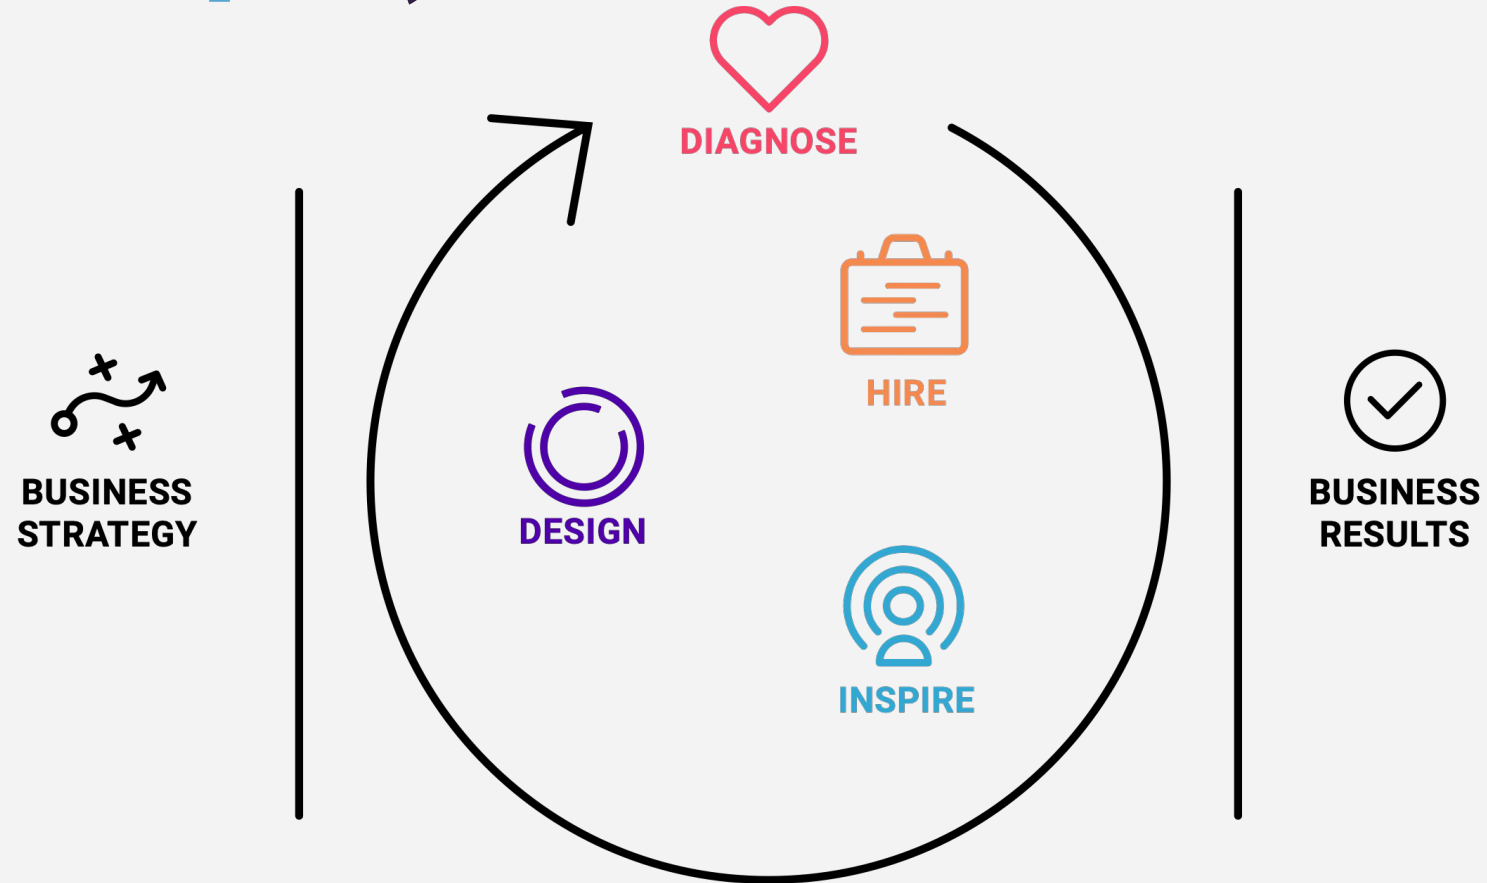 DIAGNOSE
HIRE
DESIGN
INSPIRE
BUSINESS
STRATEGY
BUSINESS
RESULTS